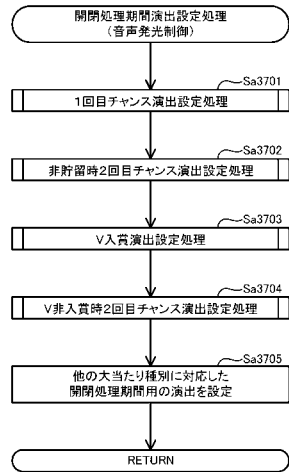 開閉処理期間演出設定処理
(音声発光制御)
Sa3701
1回目チャンス演出設定処理
Sa3702
非貯留時2回目チャンス演出設定処理
Sa3703
V入賞演出設定処理
Sa3704
V非入賞時2回目チャンス演出設定処理
Sa3705
他の大当たり種別に対応した
開閉処理期間用の演出を設定
RETURN